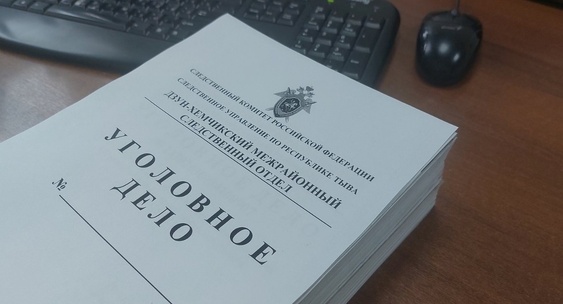 СЛЕДСТВЕННЫЙ КОМИТЕТ РОССИЙСКОЙ ФЕДЕРАЦИИ
СЛЕДСТВЕННОЕ УПРАВЛЕНИЕ ПО РЕСПУБЛИКЕ ТЫВА
ДЗУН-ХЕМЧИКСКИЙ МЕЖРАЙОННЫЙ
СЛЕДСТВЕННЫЙ ОТДЕЛ
УГОЛОВНОЕ
ДЕЛО
№